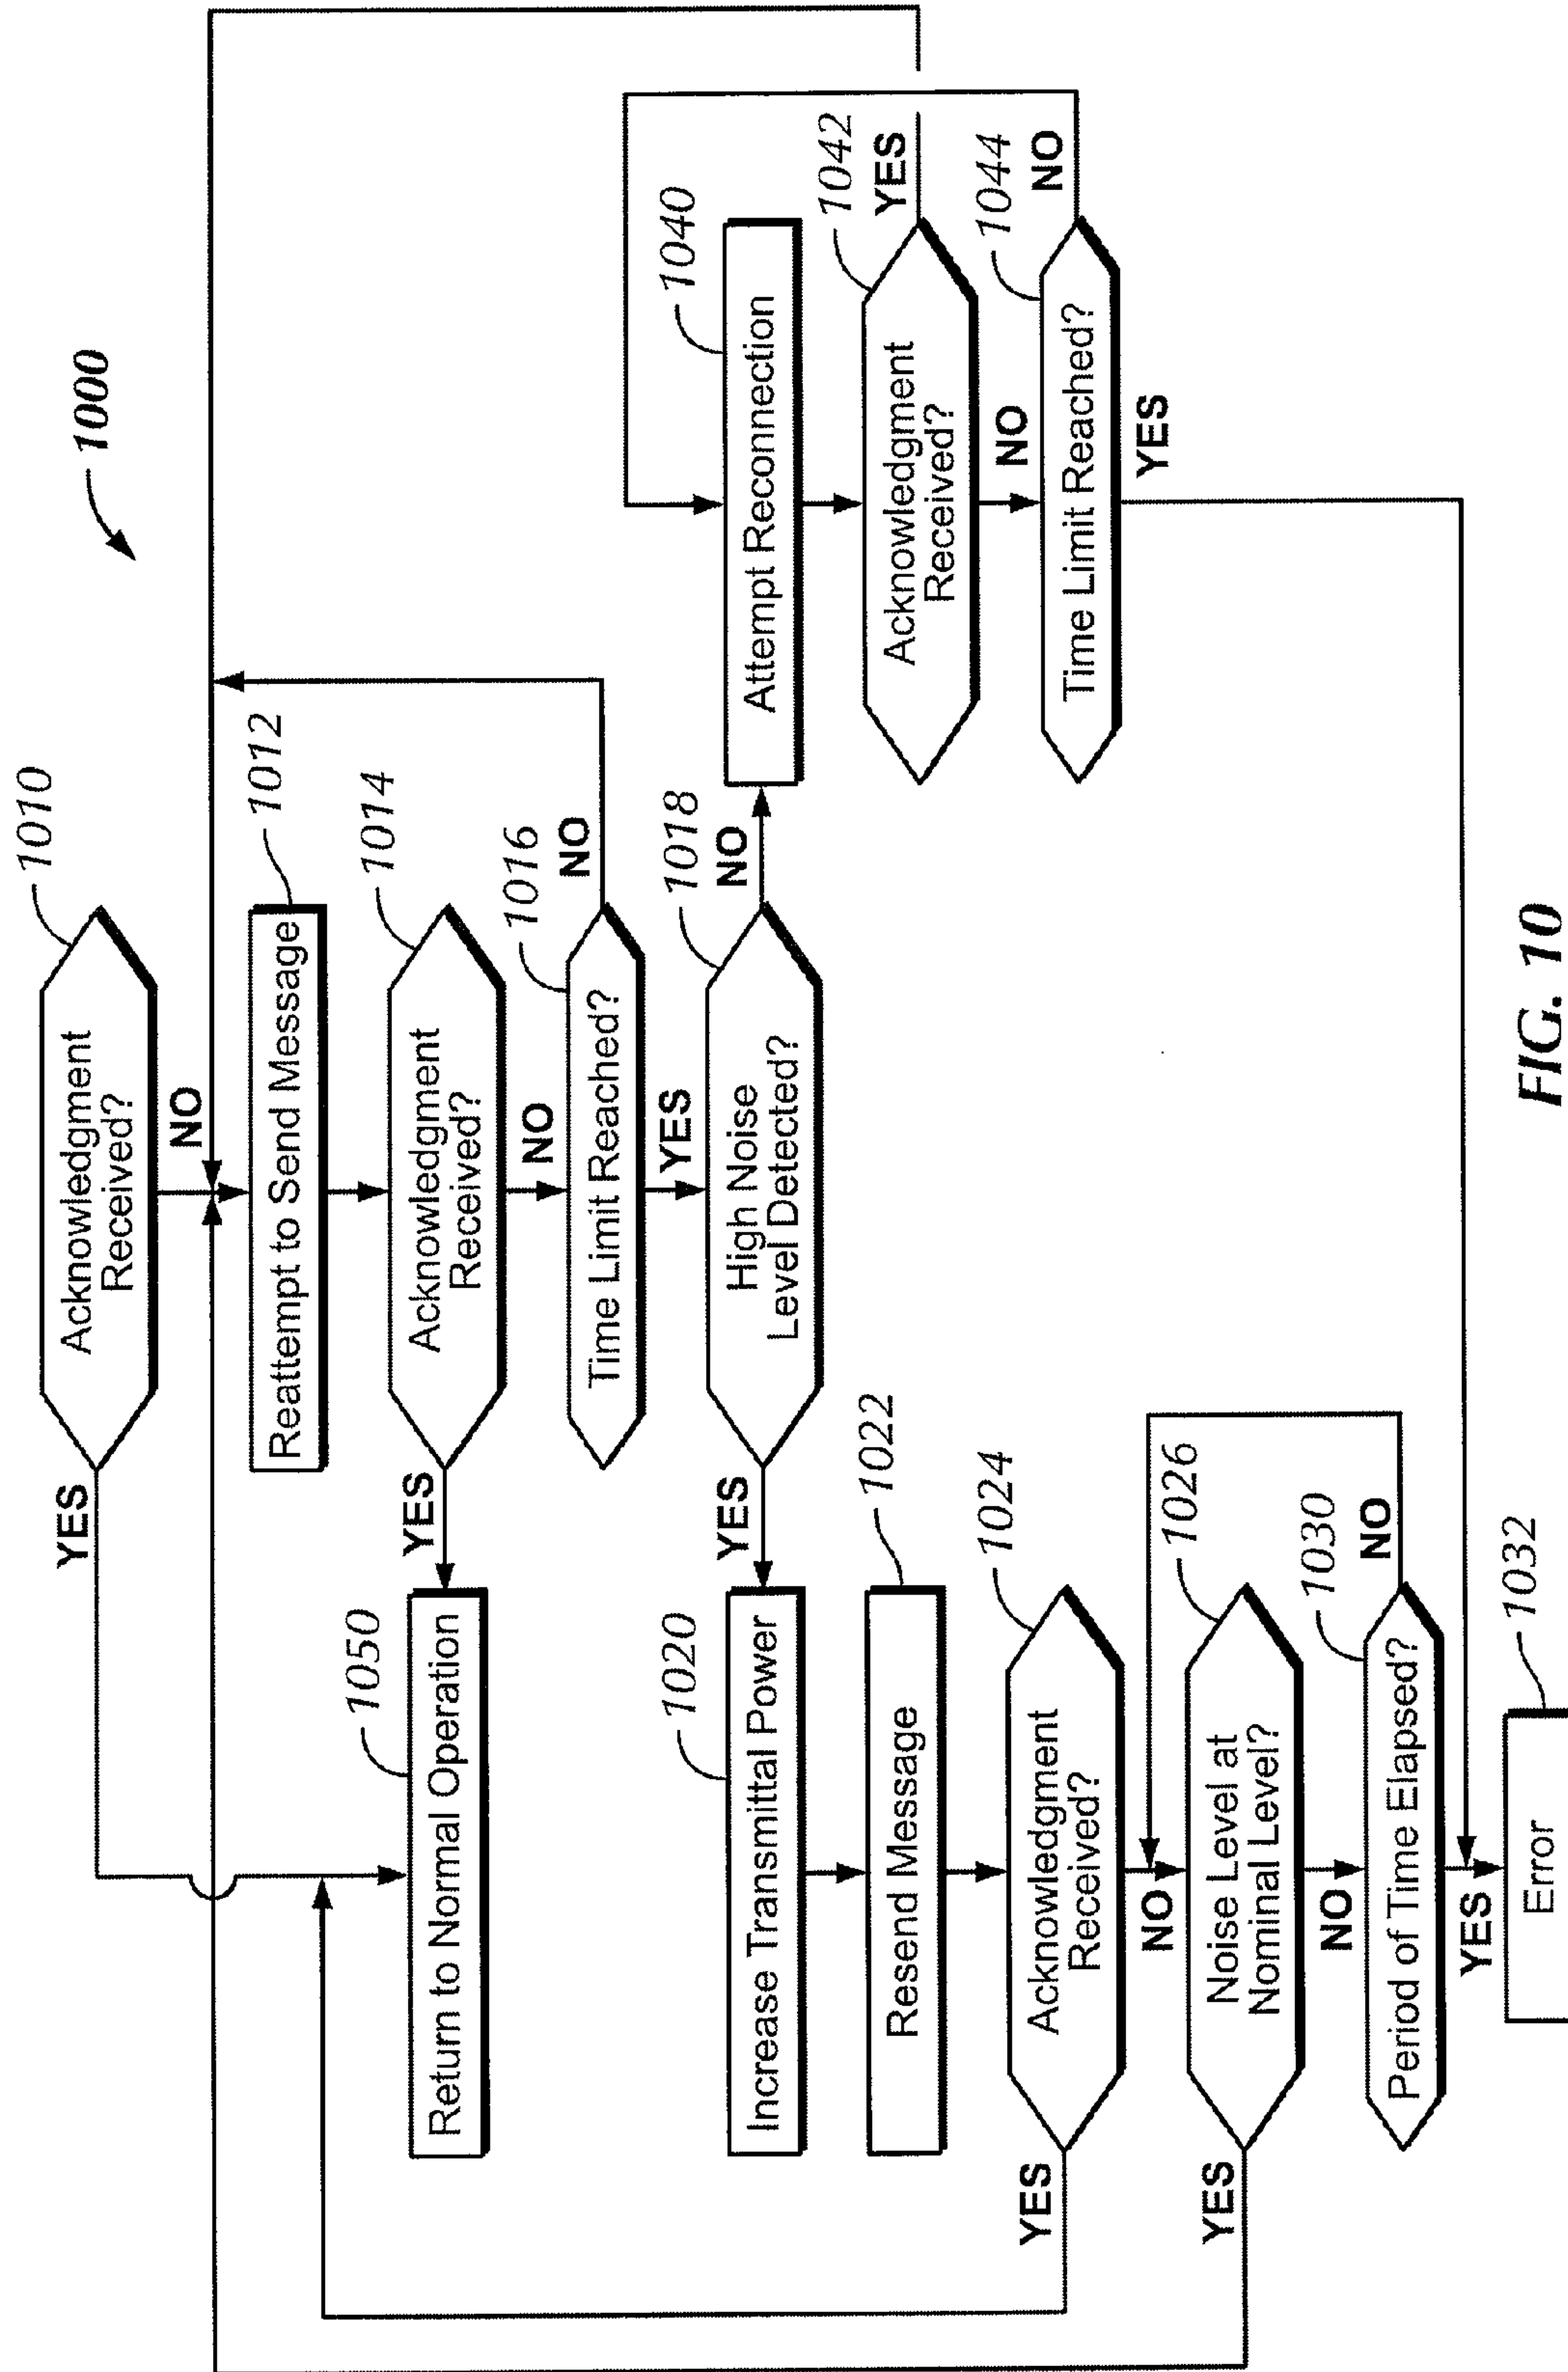 1000
1010
Acknowledgment
Received?
YES
NO
1012
Reattempt to Send Message
1014
Acknowledgment
Received?
YES
NO
1050
Return to Normal Operation
1016
Time Limit Reached?
NO
YES
1018
High Noise
Level Detected?
YES
NO
1020
Increase Transmittal Power
1022
Resend Message
1024
Acknowledgment
Received?
YES
NO
1026
Noise Level at
Nominal Level?
YES
NO
1030
Period of Time Elapsed?
NO
YES
1032
Error
1040
Attempt Reconnection
1042
Acknowledgment
Received?
YES
NO
1044
Time Limit Reached?
NO
YES
FIG. 10